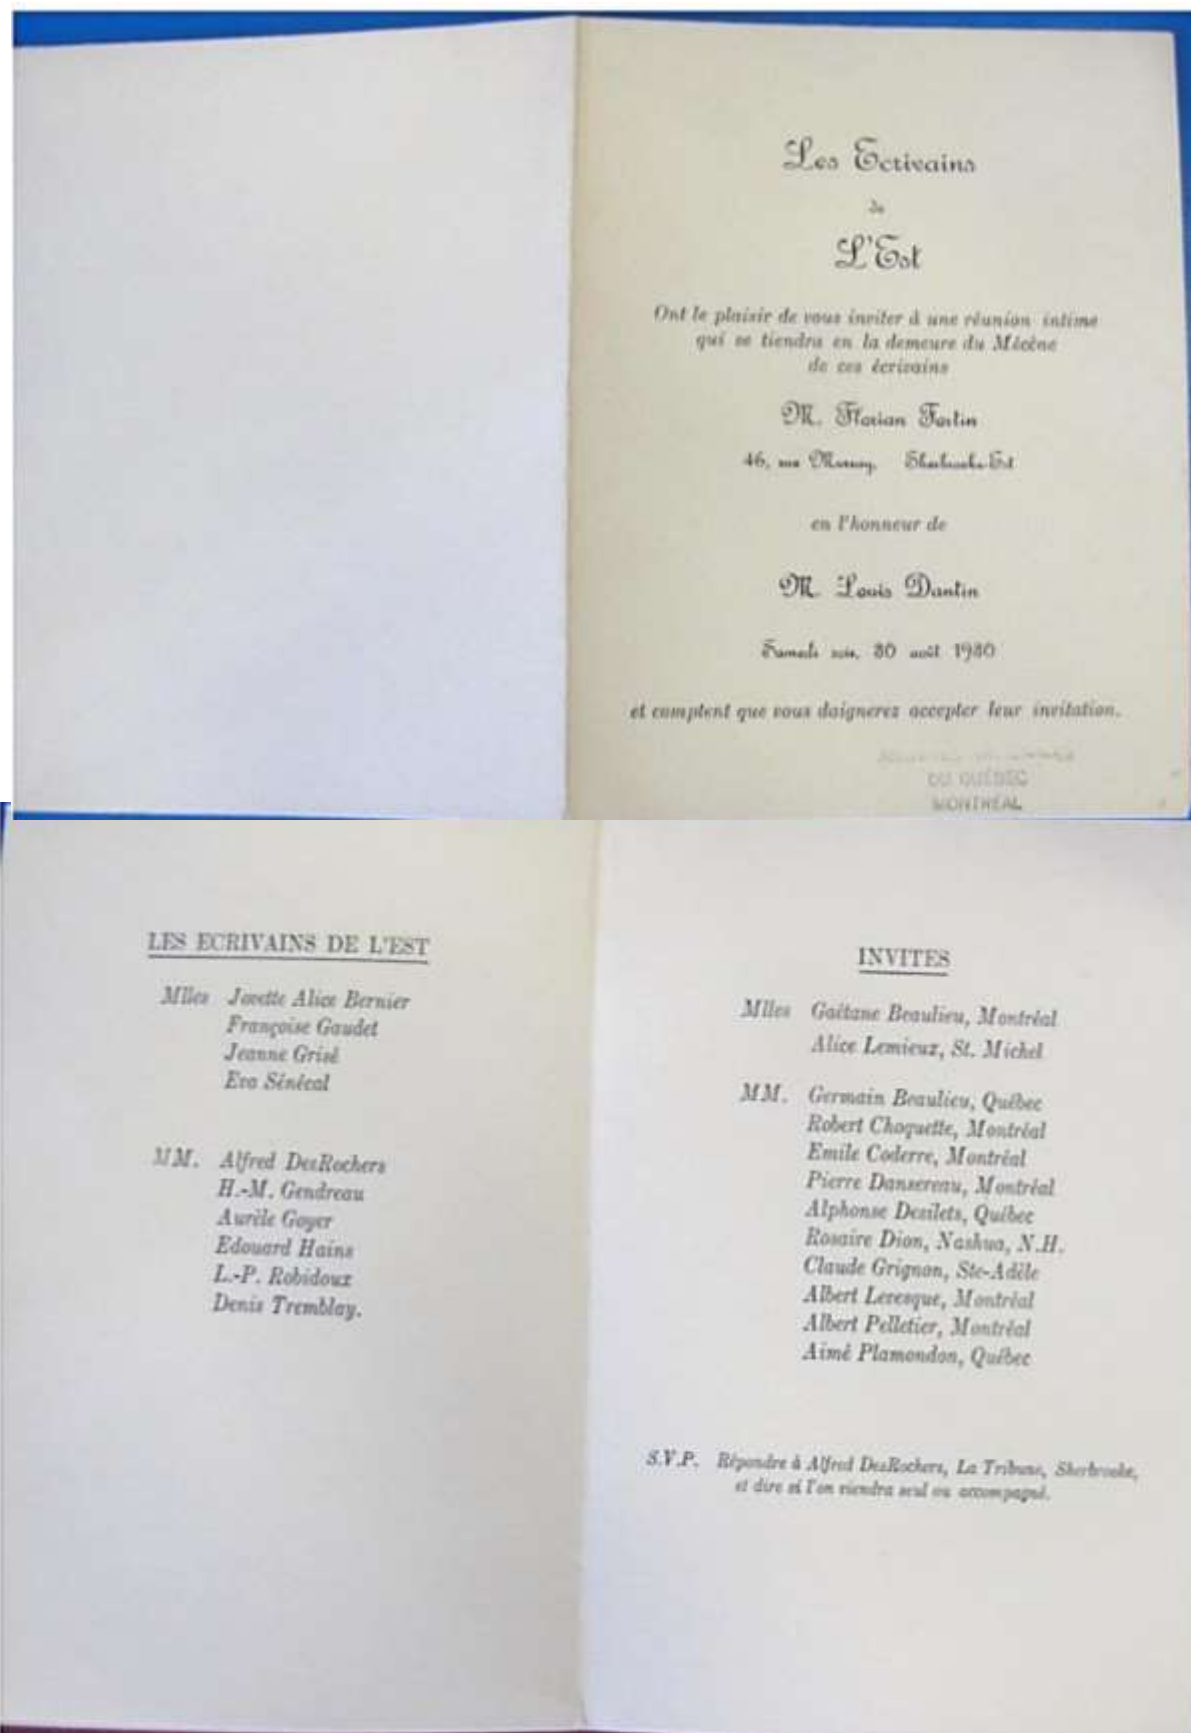 Les Ecrivains
de
L'Est
Ont le plaisir de vous inviter à une réunion intime
qui se tiendra en la demeure du Mécène
de ces écrivains
M. Florian Fortin
46, rue Murray, Sherbrooke-Est
en l'honneur de
M. Louis Dantin
Samedi soir, 30 août 1930
et comptent que vous daignerez accepter leur invitation.
DU QUÉBEC
MONTRÉAL
LES ECRIVAINS DE L'EST
Mlles Jovette Alice Bernier
Françoise Gaudet
Jeanne Grisé
Eva Sénécal
MM. Alfred DesRochers
H.-M. Gendreau
Aurèle Goyer
Edouard Hains
L.-P. Robidoux
Denis Tremblay.
INVITES
Mlles Gaëtane Beaulieu, Montréal
Alice Lemieux, St. Michel
MM. Germain Beaulieu, Québec
Robert Choquette, Montréal
Emile Coderre, Montréal
Pierre Dansereau, Montréal
Alphonse Desilets, Québec
Rosaire Dion, Nashua, N.H.
Claude Grignon, Ste-Adèle
Albert Levesque, Montréal
Albert Pelletier, Montréal
Aimé Plamondon, Québec
S.V.P. Répondre à Alfred DesRochers, La Tribune, Sherbrooke,
et dire si l'on viendra seul ou accompagné.